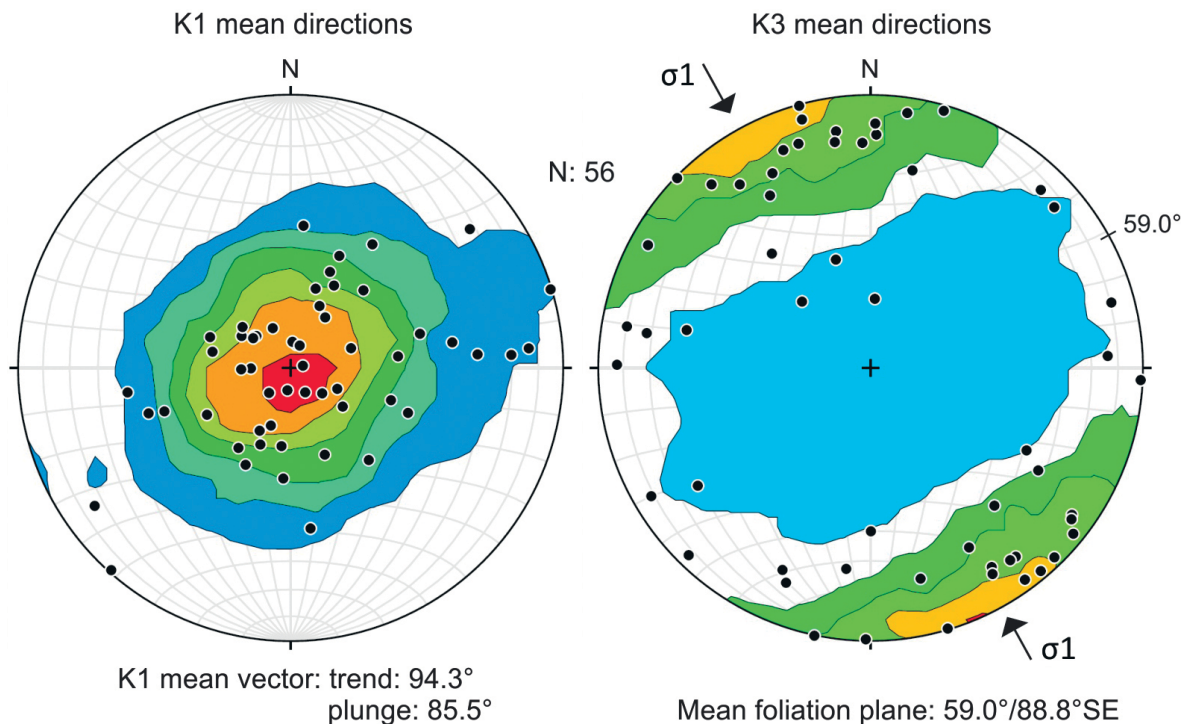 K1 mean directions
K3 mean directions
N
N
σ1
N: 56
59.0°
σ1
K1 mean vector: trend: 94.3°
plunge: 85.5°
Mean foliation plane: 59.0°/88.8°SE